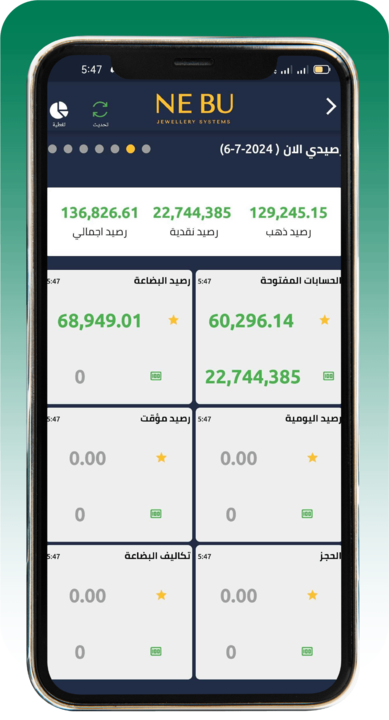 5:47
NE BU
JEWELLERY SYSTEMS
تحديث
تغطية
رصيدي الان ( 2024-7-6)
129,245.15 22,744,385 136,826.61
رصيد ذهب رصيد نقدية رصيد اجمالي
الحسابات المفتوحة 5:47
60,296.14
22,744,385
رصيد البضاعة 5:47
68,949.01
0
رصيد اليومية 5:47
0.00
0
رصيد مؤقت 5:47
0.00
0
الحجز 5:47
0.00
0
تكاليف البضاعة 5:47
0.00
0